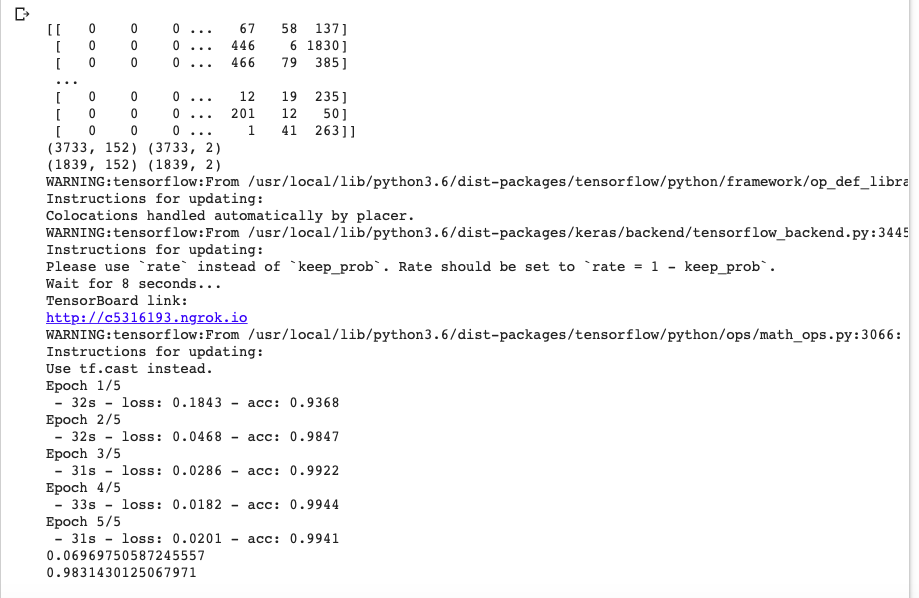 [[   0    0    0 ...   67   58  137]
 [   0    0    0 ...  446    6 1830]
 [   0    0    0 ...  466   79  385]
 ...
 [   0    0    0 ...   12   19  235]
 [   0    0    0 ...  201   12   50]
 [   0    0    0 ...    1   41  263]]
(3733, 152) (3733, 2)
(1839, 152) (1839, 2)
WARNING:tensorflow:From /usr/local/lib/python3.6/dist-packages/tensorflow/python/framework/op_def_libra
Instructions for updating:
Colocations handled automatically by placer.
WARNING:tensorflow:From /usr/local/lib/python3.6/dist-packages/keras/backend/tensorflow_backend.py:3445
Instructions for updating:
Please use `rate` instead of `keep_prob`. Rate should be set to `rate = 1 - keep_prob`.
Wait for 8 seconds...
TensorBoard link:
http://c5316193.ngrok.io
WARNING:tensorflow:From /usr/local/lib/python3.6/dist-packages/tensorflow/python/ops/math_ops.py:3066:
Instructions for updating:
Use tf.cast instead.
Epoch 1/5
 - 32s - loss: 0.1843 - acc: 0.9368
Epoch 2/5
 - 32s - loss: 0.0468 - acc: 0.9847
Epoch 3/5
 - 31s - loss: 0.0286 - acc: 0.9922
Epoch 4/5
 - 33s - loss: 0.0182 - acc: 0.9944
Epoch 5/5
 - 31s - loss: 0.0201 - acc: 0.9941
0.06969750587245557
0.9831430125067971